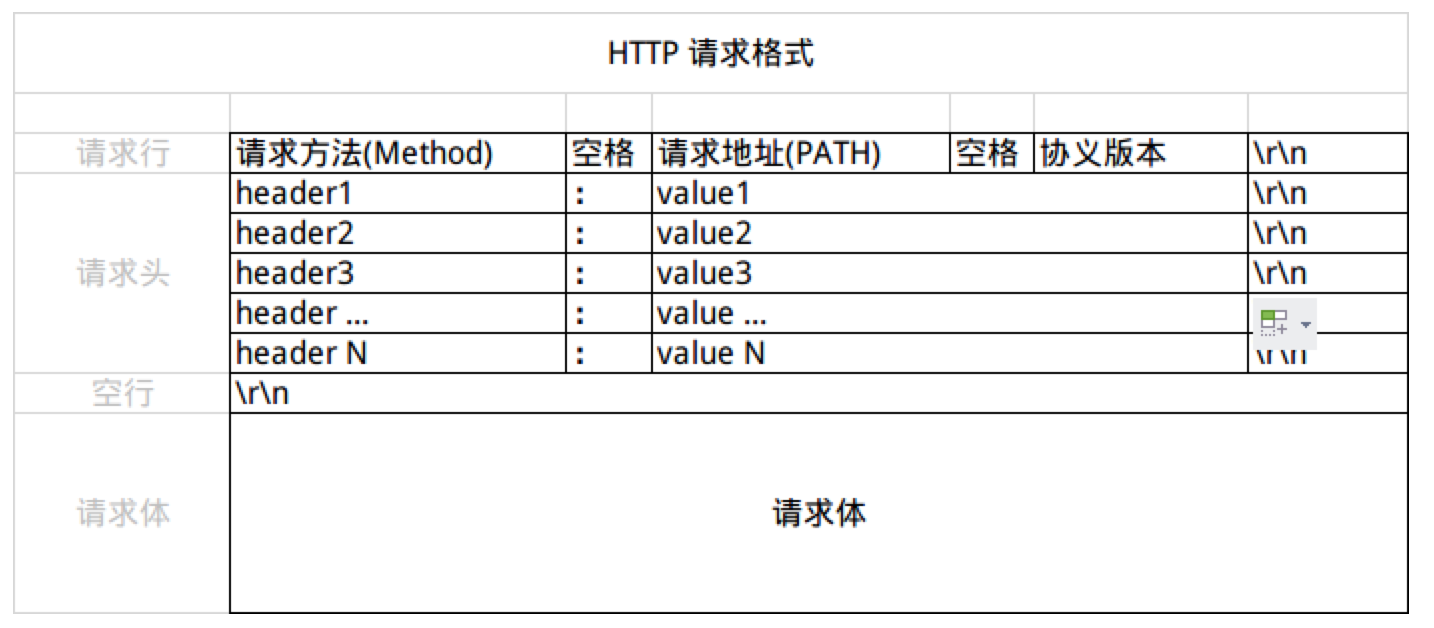 HTTP 请求格式
请求行 请求方法(Method) 空格 请求地址(PATH) 空格 协议版本 \r\n
header1 : value1 \r\n
header2 : value2 \r\n
请求头 header3 : value3 \r\n
header ... : value ...
header N : value N \r\n
空行 \r\n
请求体 请求体